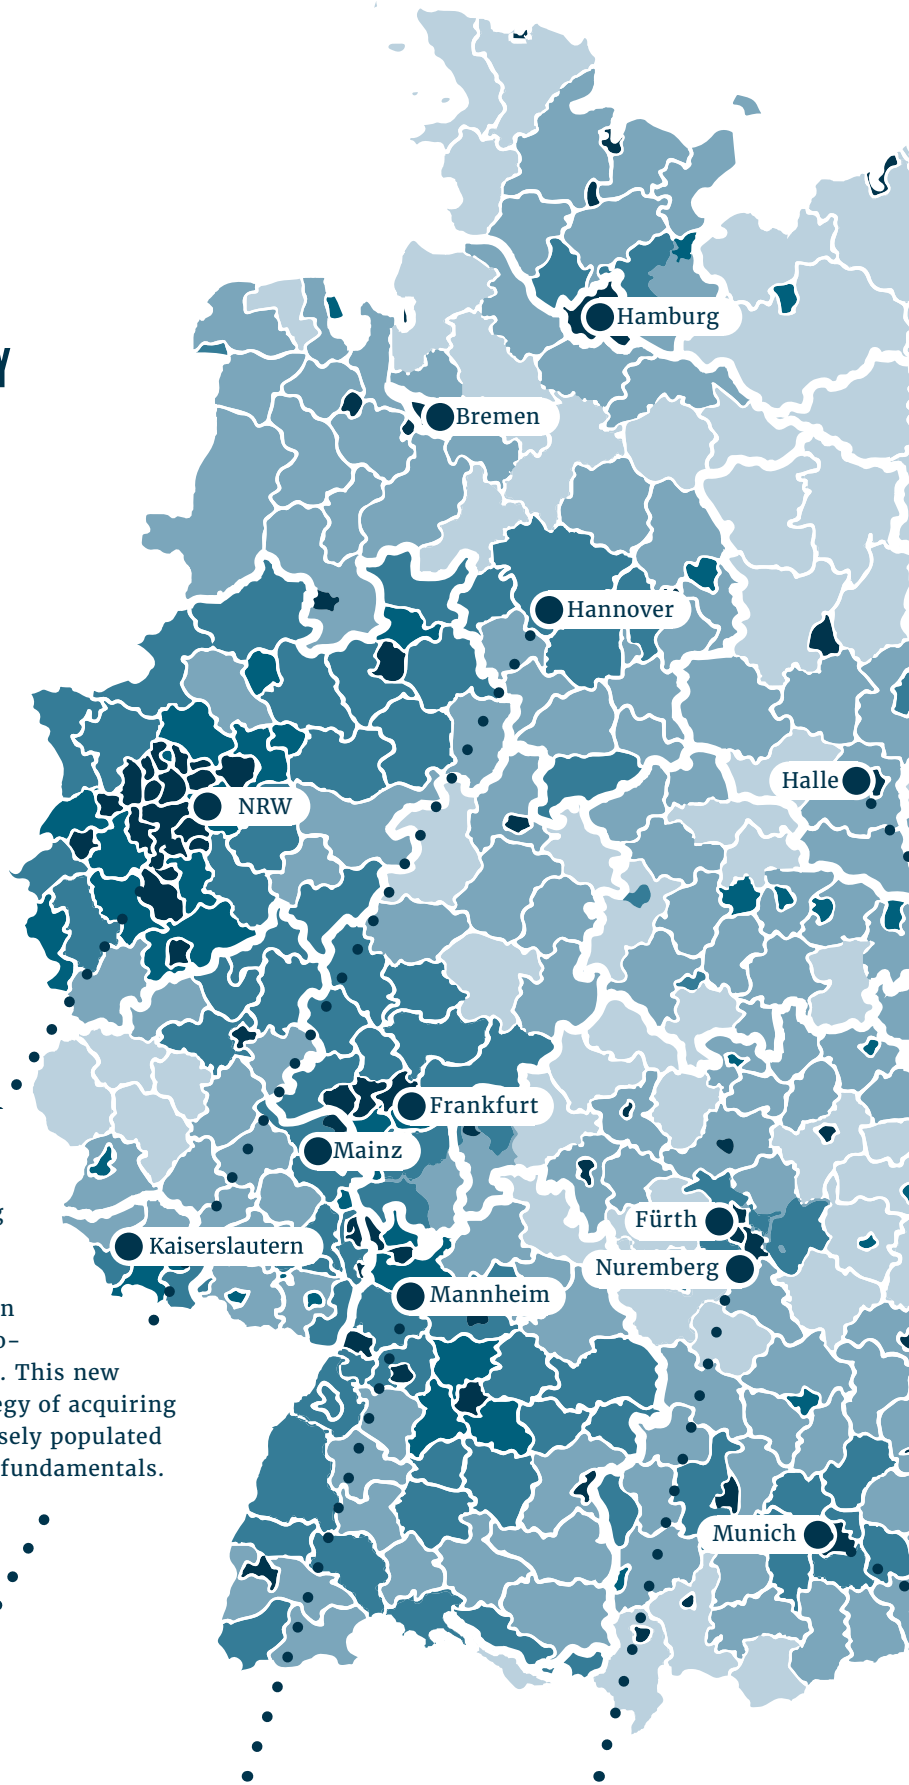 Y
Hamburg
Bremen
Hannover
Halle
NRW
Frankfurt
Mainz
g
Fürth
Kaiserslautern
Nuremberg
Mannheim
n
o-
. This new
egy of acquiring
sely populated
fundamentals.
Munich